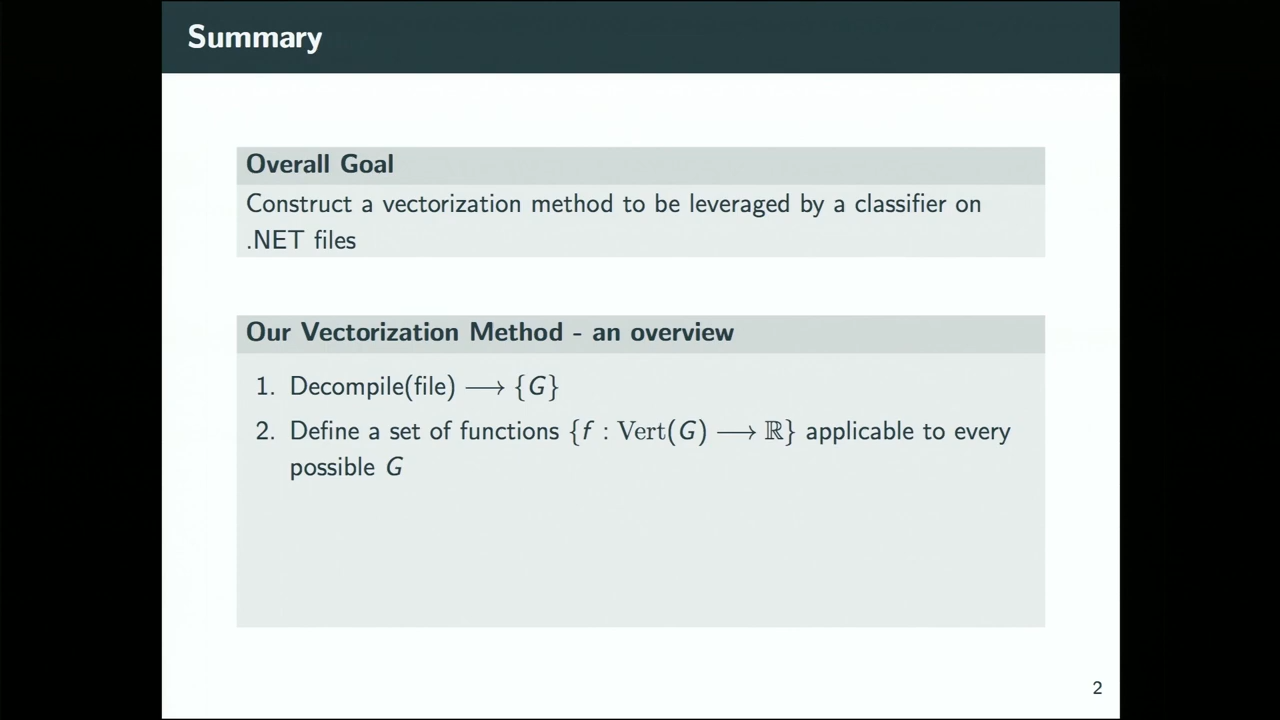 Summary
Overall Goal
Construct a vectorization method to be leveraged by a classifier on
.NET files
Our Vectorization Method - an overview
1. Decompile(file) ⟶ {G}
2. Define a set of functions {f : Vert(G) ⟶ ℝ} applicable to every
possible G
2